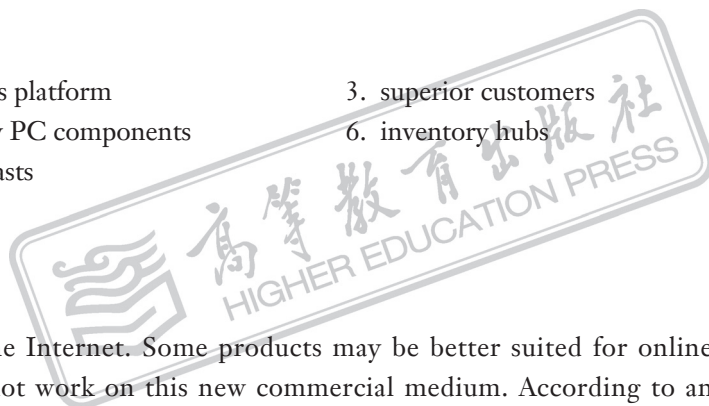 s platform 3. superior customers
y PC components 6. inventory hubs
asts
高等教育出版社
HIGHER EDUCATION PRESS
e Internet. Some products may be better suited for online
ot work on this new commercial medium. According to an